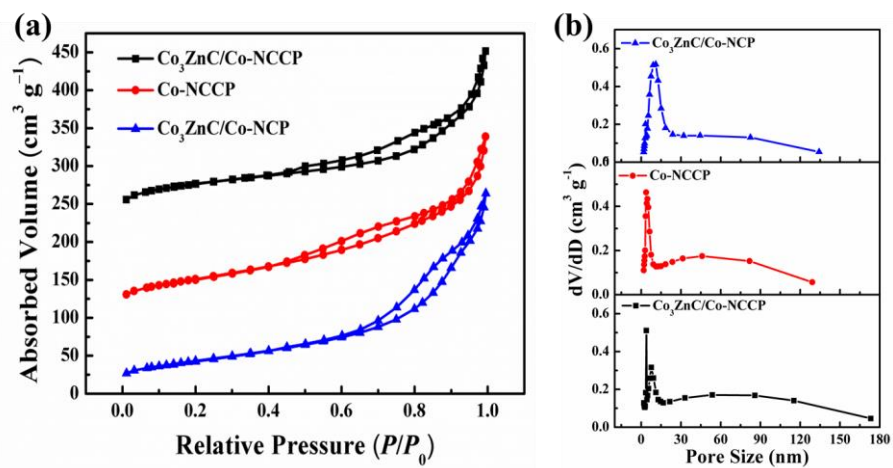 (a)
450
400
350
300
250
200
150
100
50
0
Absorbed Volume (cm³ g⁻¹)
Co₃ZnC/Co-NCCP
Co-NCCP
Co₃ZnC/Co-NCP
0.0 0.2 0.4 0.6 0.8 1.0
Relative Pressure (P/P₀)
(b)
dV/dD (cm³ g⁻¹)
0.6
0.4
0.2
0.0
Co₃ZnC/Co-NCP
0.6
0.4
0.2
0.0
Co-NCCP
0.6
0.4
0.2
0.0
Co₃ZnC/Co-NCCP
0 30 60 90 120 150 180
Pore Size (nm)